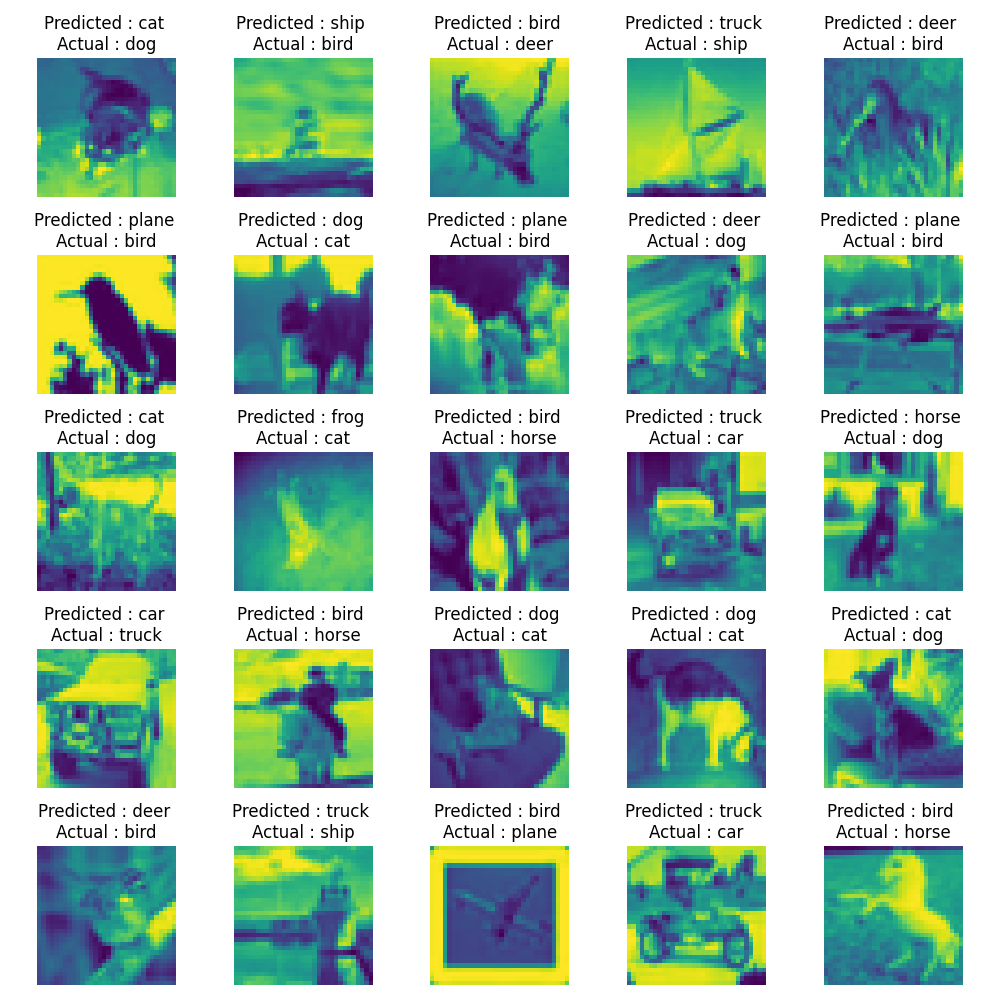 Predicted : cat
Actual : dog
Predicted : ship
Actual : bird
Predicted : bird
Actual : deer
Predicted : truck
Actual : ship
Predicted : deer
Actual : bird
Predicted : plane
Actual : bird
Predicted : dog
Actual : cat
Predicted : plane
Actual : bird
Predicted : deer
Actual : dog
Predicted : plane
Actual : bird
Predicted : cat
Actual : dog
Predicted : frog
Actual : cat
Predicted : bird
Actual : horse
Predicted : truck
Actual : car
Predicted : horse
Actual : dog
Predicted : car
Actual : truck
Predicted : bird
Actual : horse
Predicted : dog
Actual : cat
Predicted : dog
Actual : cat
Predicted : cat
Actual : dog
Predicted : deer
Actual : bird
Predicted : truck
Actual : ship
Predicted : bird
Actual : plane
Predicted : truck
Actual : car
Predicted : bird
Actual : horse